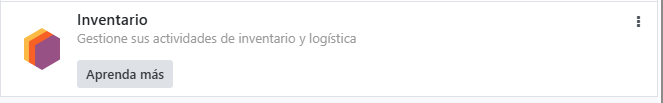 Inventario
Gestione sus actividades de inventario y logística
Aprenda más